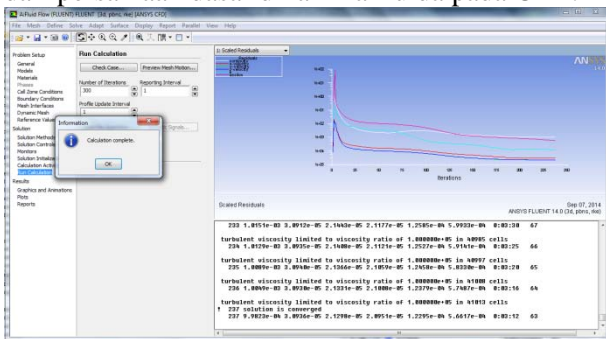 A:Fluid Flow (FLUENT) FLUENT [3d, pbns, rke] [ANSYS CFD]
File Mesh Define Solve Adapt Surface Display Report Parallel View Help
Problem Setup
General
Models
Materials
Phases
Cell Zone Conditions
Boundary Conditions
Mesh Interfaces
Dynamic Mesh
Reference Values
Solution
Solution Methods
Solution Controls
Monitors
Solution Initialization
Calculation Activities
Run Calculation
Results
Graphics and Animations
Plots
Reports
Run Calculation
Check Case...
Preview Mesh Motion...
Number of Iterations
Reporting Interval
300
1
Profile Update Interval
1
Information
Calculation complete.
OK
1: Scaled Residuals
Residuals
ANSYS
14.0
Iterations
Scaled Residuals
Sep 07, 2014
ANSYS FLUENT 14.0 (3d, pbns, rke)
233 1.0151e-03 3.0912e-05 2.1443e-05 2.1177e-05 1.2585e-04 5.9933e-04 0:03:30 67
turbulent viscosity limited to viscosity ratio of 1.000000e+05 in 40985 cells
234 1.0129e-03 3.0935e-05 2.1408e-05 2.1121e-05 1.2527e-04 5.9141e-04 0:03:25 66
turbulent viscosity limited to viscosity ratio of 1.000000e+05 in 40997 cells
235 1.0089e-03 3.0940e-05 2.1366e-05 2.1059e-05 1.2450e-04 5.8330e-04 0:03:20 65
turbulent viscosity limited to viscosity ratio of 1.000000e+05 in 41008 cells
236 1.0049e-03 3.0930e-05 2.1331e-05 2.1008e-05 1.2379e-04 5.7487e-04 0:03:16 64
turbulent viscosity limited to viscosity ratio of 1.000000e+05 in 41013 cells
! 237 solution is converged
237 9.9823e-04 3.0936e-05 2.1298e-05 2.0951e-05 1.2295e-04 5.6617e-04 0:03:12 63